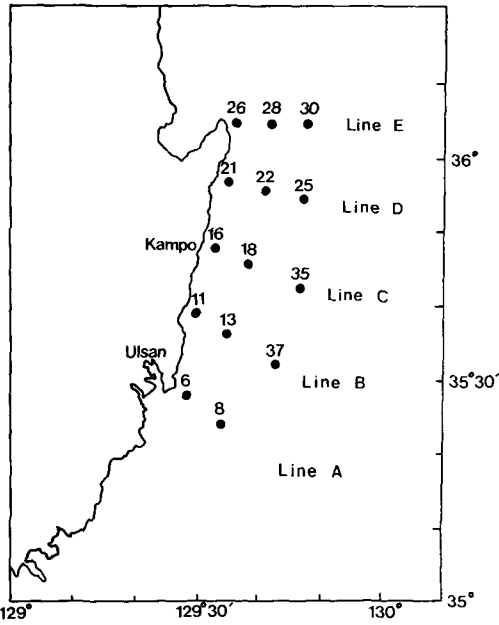 26 28 30
Line E
36°
21 22 25
Line D
16
Kampo
18
35
Line C
11
13
Ulsan
37
Line B
35°30'
6
8
Line A
35°
129° 129°30' 130°